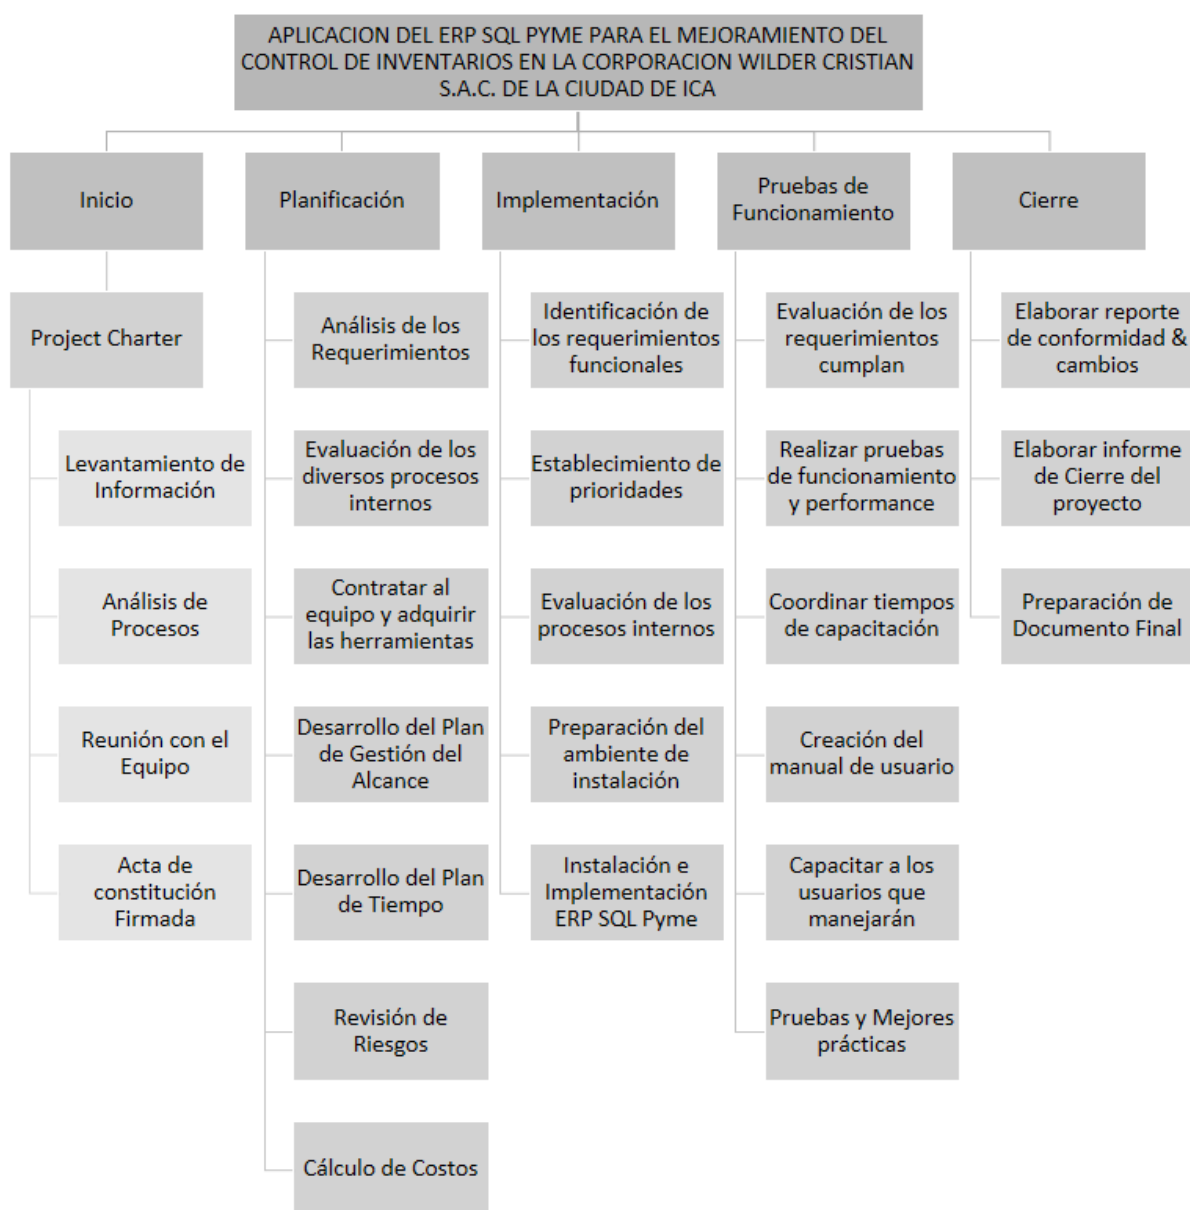 APLICACION DEL ERP SQL PYME PARA EL MEJORAMIENTO DEL
CONTROL DE INVENTARIOS EN LA CORPORACION WILDER CRISTIAN
S.A.C. DE LA CIUDAD DE ICA
Inicio
Project Charter
Levantamiento de
Información
Análisis de
Procesos
Reunión con el
Equipo
Acta de
constitución
Firmada
Planificación
Análisis de los
Requerimientos
Evaluación de los
diversos procesos
internos
Contratar al
equipo y adquirir
las herramientas
Desarrollo del Plan
de Gestión del
Alcance
Desarrollo del Plan
de Tiempo
Revisión de
Riesgos
Cálculo de Costos
Implementación
Identificación de
los requerimientos
funcionales
Establecimiento de
prioridades
Evaluación de los
procesos internos
Preparación del
ambiente de
instalación
Instalación e
Implementación
ERP SQL Pyme
Pruebas de
Funcionamiento
Evaluación de los
requerimientos
cumplan
Realizar pruebas
de funcionamiento
y performance
Coordinar tiempos
de capacitación
Creación del
manual de usuario
Capacitar a los
usuarios que
manejarán
Pruebas y Mejores
prácticas
Cierre
Elaborar reporte
de conformidad &
cambios
Elaborar informe
de Cierre del
proyecto
Preparación de
Documento Final